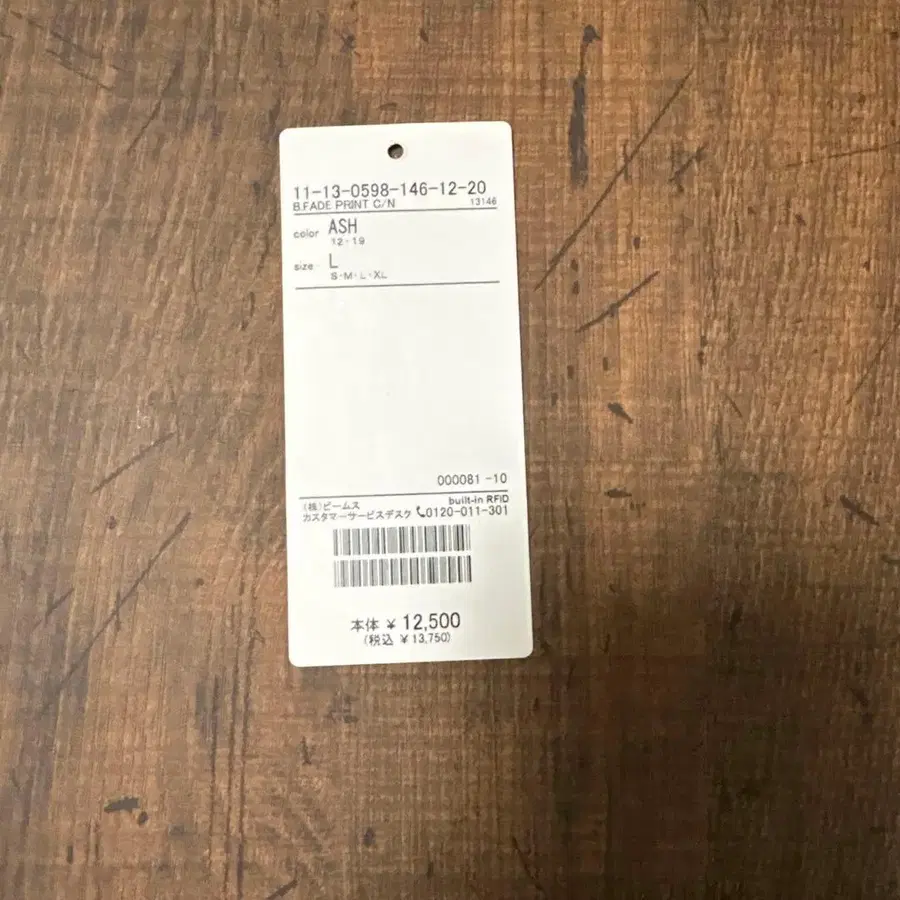 11-13-0598-146-12-20
B.FADE PRINT C/N 13146
color ASH
12・19
size L
S・M・L・XL
000081 -10
built-in RFID
(株)ビームス
カスタマーサービスデスク 0120-011-301
本体 ¥ 12,500
(税込 ¥ 13,750)